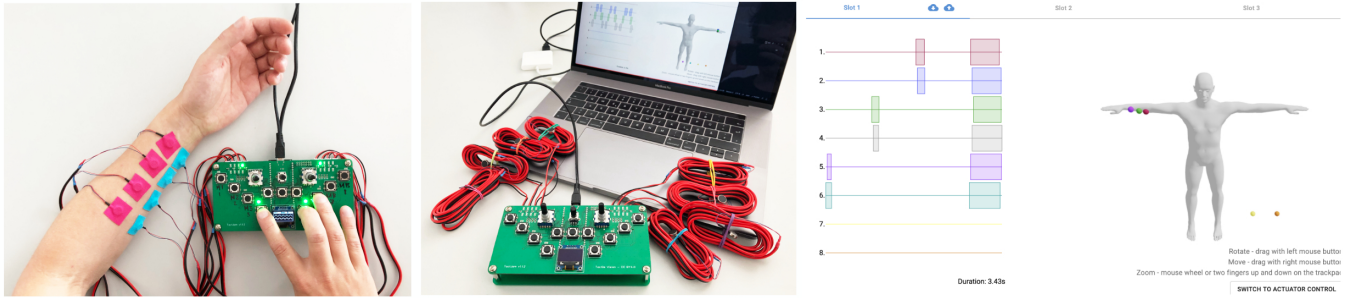 Slot 1
Slot 2
Slot 3
1.
2.
3.
4.
5.
6.
7.
8.
Duration: 3.43s
Rotate - drag with left mouse button
Move - drag with right mouse button
Zoom - mouse wheel or two fingers up and down on the trackpa
SWITCH TO ACTUATOR CONTROL